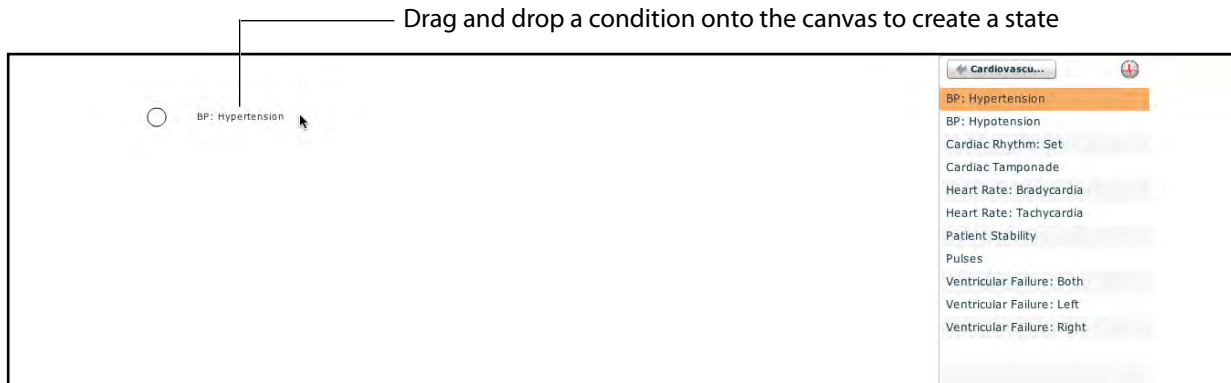 Drag and drop a condition onto the canvas to create a state
Cardiovascu...
BP: Hypertension
BP: Hypertension
BP: Hypotension
Cardiac Rhythm: Set
Cardiac Tamponade
Heart Rate: Bradycardia
Heart Rate: Tachycardia
Patient Stability
Pulses
Ventricular Failure: Both
Ventricular Failure: Left
Ventricular Failure: Right